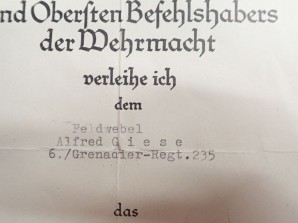 nd Obersten Befehlshabers
der Wehrmacht
verleihe ich
dem
Feldwebel
Alfred Giese
6./Grenadier-Regt.235
das